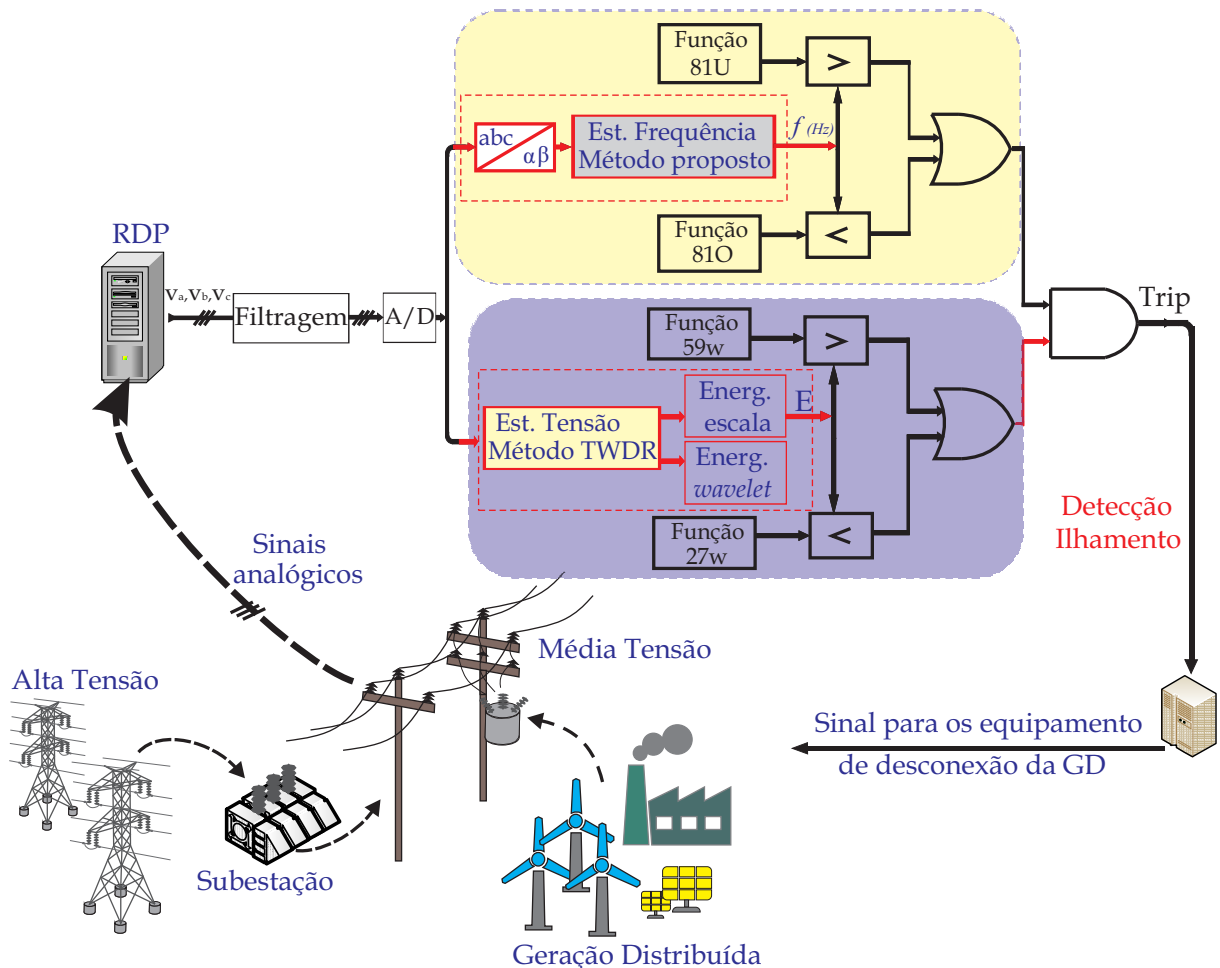 Função
81U
>
abc
αβ
Est. Frequência
Método proposto
f (Hz)
Função
81O
<
RDP
Va,Vb,Vc
Filtragem
A/D
Função
59w
>
Est. Tensão
Método TWDR
Energ.
escala
E
Energ.
wavelet
Função
27w
<
Trip
Detecção
Ilhamento
Sinais
analógicos
Média Tensão
Alta Tensão
Subestação
Sinal para os equipamento
de desconexão da GD
Geração Distribuída